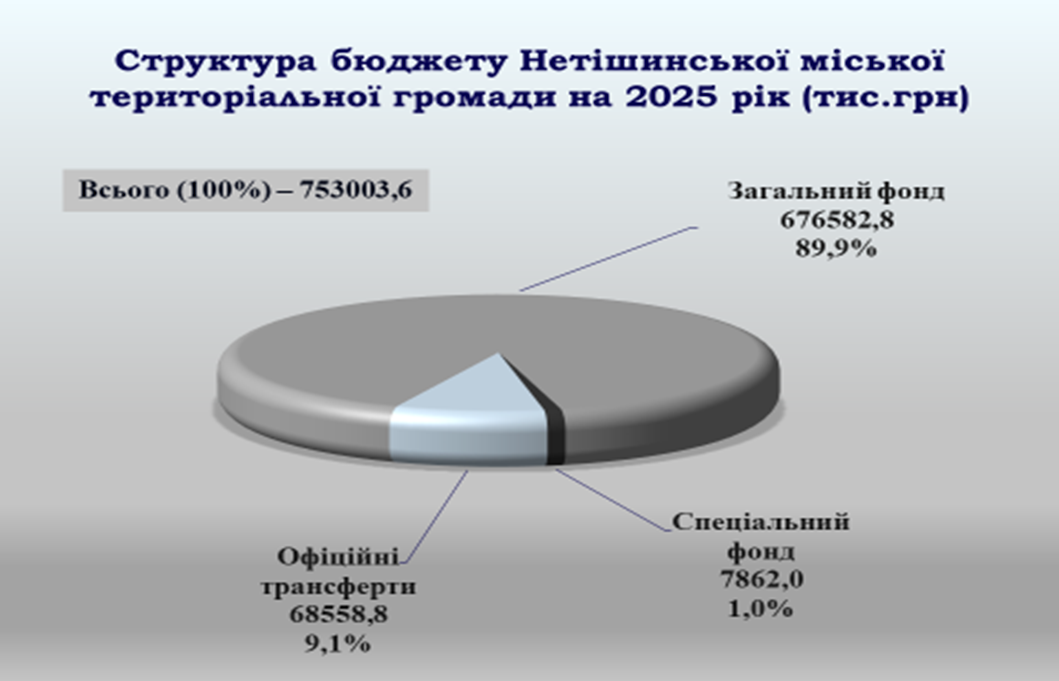 Структура бюджету Нетішинської міської
територіальної громади на 2025 рік (тис.грн)
Всього (100%) – 753003,6
Загальний фонд
676582,8
89,9%
Спеціальний
фонд
7862,0
1,0%
Офіційні
трансферти
68558,8
9,1%